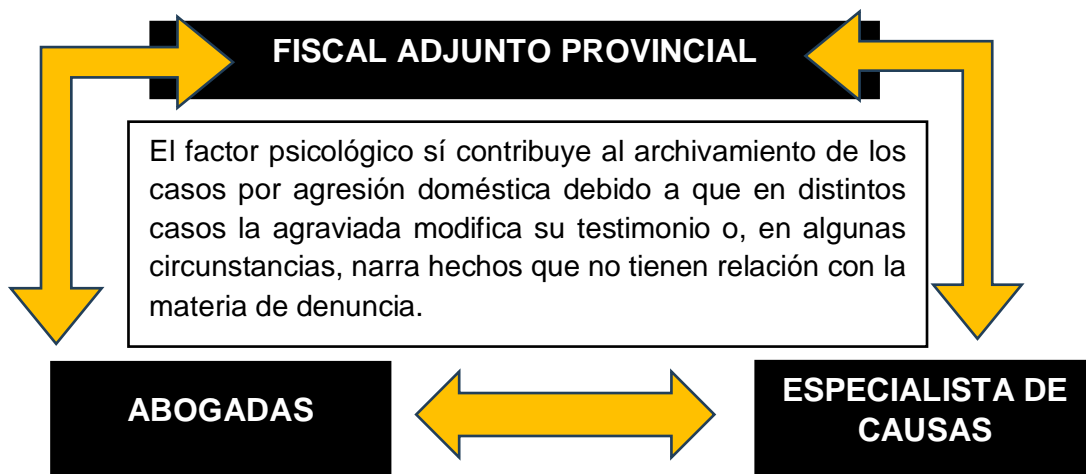 FISCAL ADJUNTO PROVINCIAL
El factor psicológico sí contribuye al archivamiento de los
casos por agresión doméstica debido a que en distintos
casos la agraviada modifica su testimonio o, en algunas
circunstancias, narra hechos que no tienen relación con la
materia de denuncia.
ABOGADAS
ESPECIALISTA DE
CAUSAS